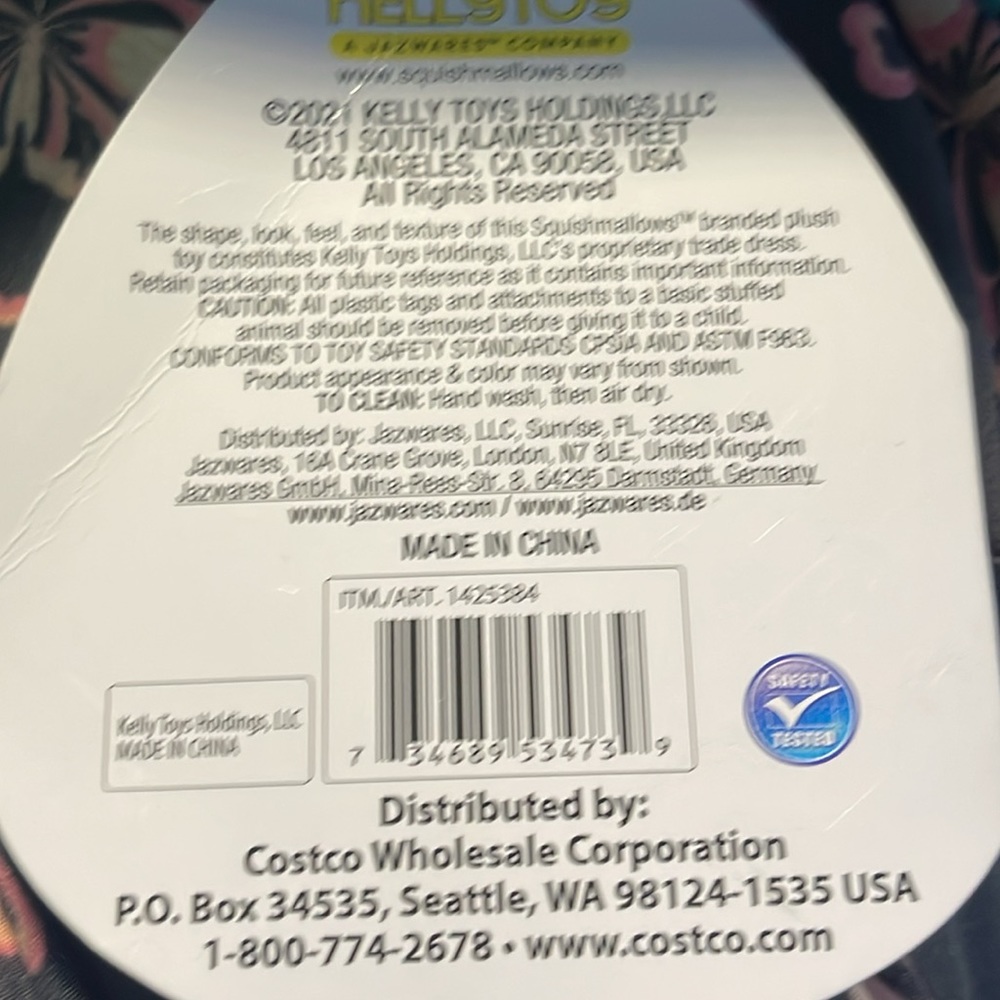 KELLYTOY
A JAZWARES™ COMPANY
www.squishmallows.com
©2021 KELLY TOYS HOLDINGS,LLC
4811 SOUTH ALAMEDA STREET
LOS ANGELES, CA 90058, USA
All Rights Reserved
The shape, look, feel, and texture of this Squishmallows™ branded plush
toy constitutes Kelly Toys Holdings, LLC's proprietary trade dress.
Retain packaging for future reference as it contains important information.
CAUTION: All plastic tags and attachments to a basic stuffed
animal should be removed before giving it to a child.
CONFORMS TO TOY SAFETY STANDARDS CPSIA AND ASTM F963.
Product appearance & color may vary from shown.
TO CLEAN: Hand wash, then air dry.
Distributed by: Jazwares, LLC, Sunrise, FL, 33326, USA
Jazwares, 16A Crane Grove, London, N7 8LE, United Kingdom
Jazwares GmbH, Mina-Rees-Str. 8, 64295 Darmstadt, Germany
www.jazwares.com / www.jazwares.de
MADE IN CHINA
ITM./ART. 1425384
7 34689 53473 9
Kelly Toys Holdings, LLC
MADE IN CHINA
SAFETY
TESTED
Distributed by:
Costco Wholesale Corporation
P.O. Box 34535, Seattle, WA 98124-1535 USA
1-800-774-2678 • www.costco.com